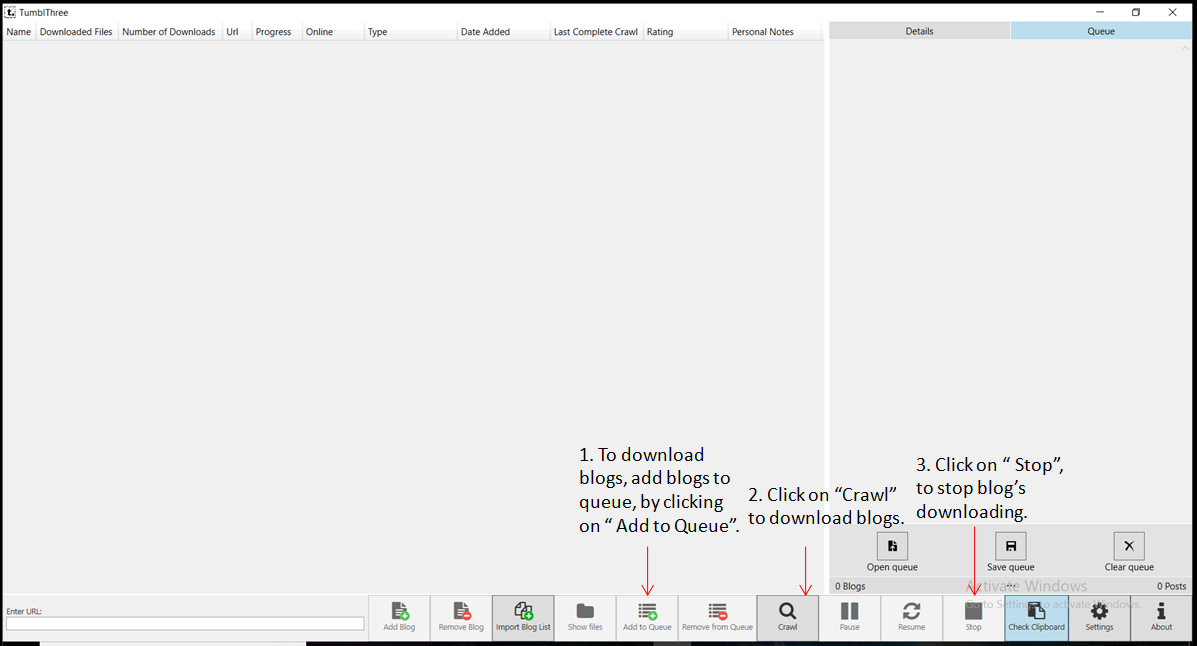 TumblThree
Name Downloaded Files Number of Downloads Url Progress Online Type Date Added Last Complete Crawl Rating Personal Notes
Details Queue
1. To download
blogs, add blogs to
queue, by clicking
on “ Add to Queue”.
2. Click on “Crawl”
to download blogs.
3. Click on “ Stop”,
to stop blog’s
downloading.
Open queue Save queue Clear queue
0 Blogs 0 Posts
Activate Windows
Go to Settings to activate Windows.
Enter URL:
Add Blog Remove Blog Import Blog List Show files Add to Queue Remove from Queue Crawl Pause Resume Stop Check Clipboard Settings About